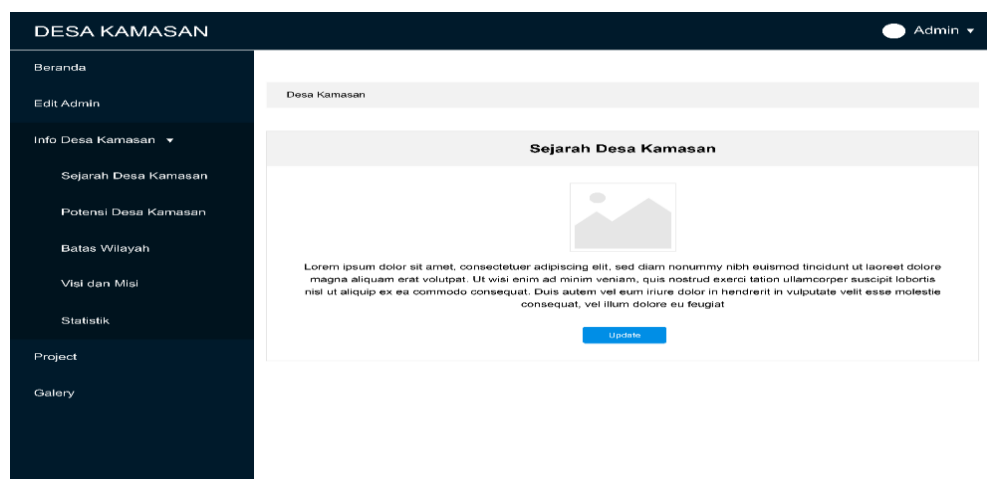 DESA KAMASAN
Admin
Beranda
Edit Admin
Info Desa Kamasan
Sejarah Desa Kamasan
Potensi Desa Kamasan
Batas Wilayah
Visi dan Misi
Statistik
Project
Galery
Desa Kamasan
Sejarah Desa Kamasan
Lorem ipsum dolor sit amet, consectetuer adipiscing elit, sed diam nonummy nibh euismod tincidunt ut laoreet dolore
magna aliquam erat volutpat. Ut wisi enim ad minim veniam, quis nostrud exerci tation ullamcorper suscipit lobortis
nisl ut aliquip ex ea commodo consequat. Duis autem vel eum iriure dolor in hendrerit in vulputate velit esse molestie
consequat, vel illum dolore eu feugiat
Update